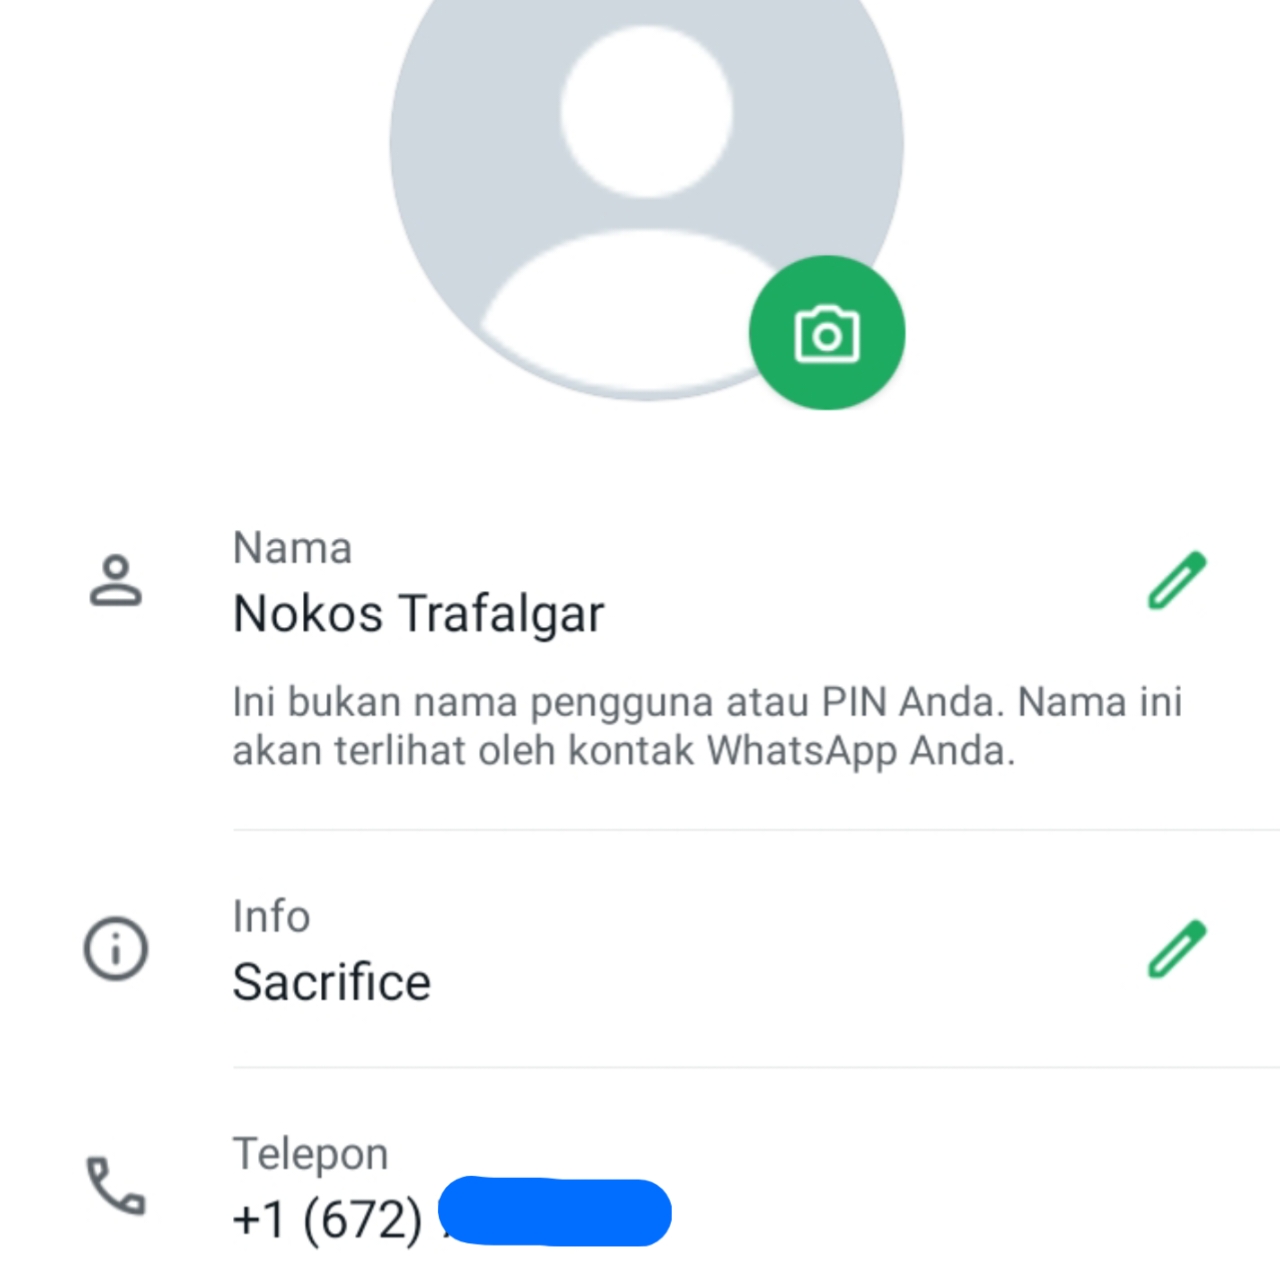 Nama
Nokos Trafalgar
Ini bukan nama pengguna atau PIN Anda. Nama ini
akan terlihat oleh kontak WhatsApp Anda.
Info
Sacrifice
Telepon
+1 (672)